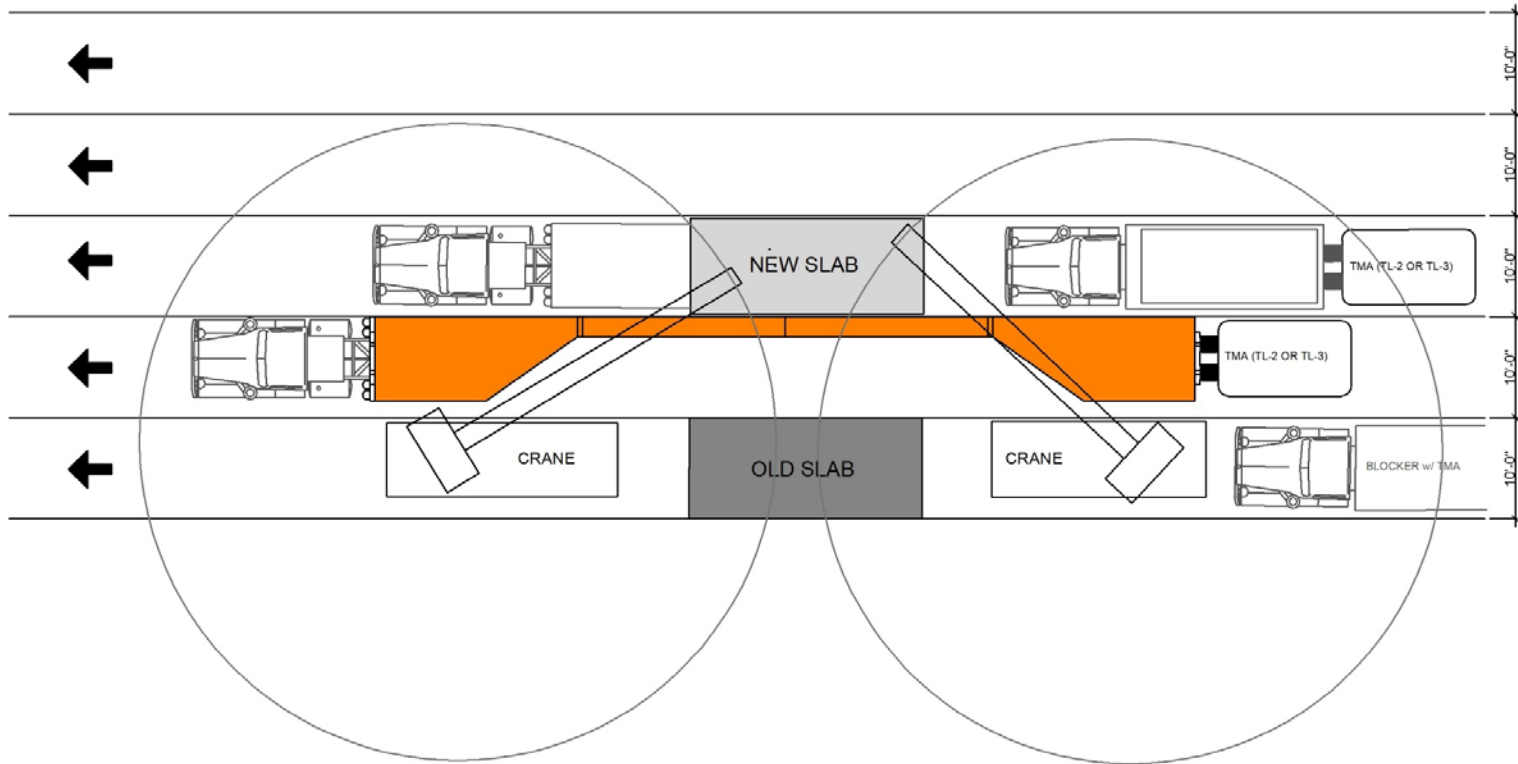 10'-0"
10'-0"
NEW SLAB
TMA (TL-2 OR TL-3)
10'-0"
TMA (TL-2 OR TL-3)
10'-0"
CRANE
OLD SLAB
CRANE
BLOCKER w/ TMA
10'-0"